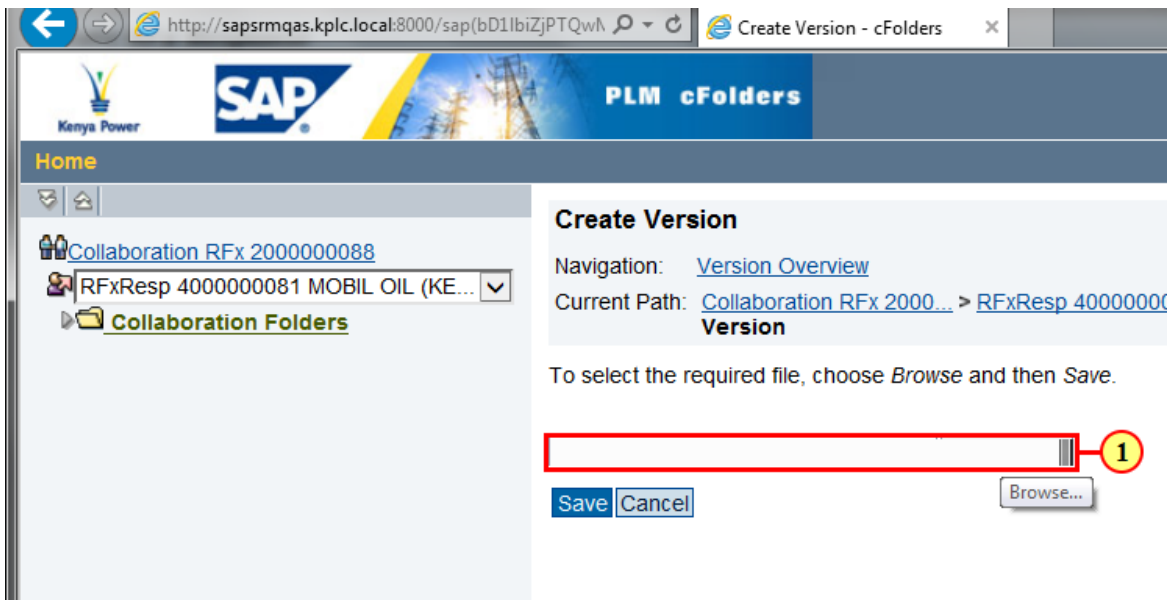 http://sapsrmqas.kplc.local:8000/sap(bD1lbiZjPTQwN
Create Version - cFolders
Kenya Power
SAP
PLM cFolders
Home
Collaboration RFx 2000000088
RFxResp 4000000081 MOBIL OIL (KE...
Collaboration Folders
Create Version
Navigation: Version Overview
Current Path: Collaboration RFx 2000... > RFxResp 40000000
Version
To select the required file, choose Browse and then Save.
1
Browse...
Save Cancel